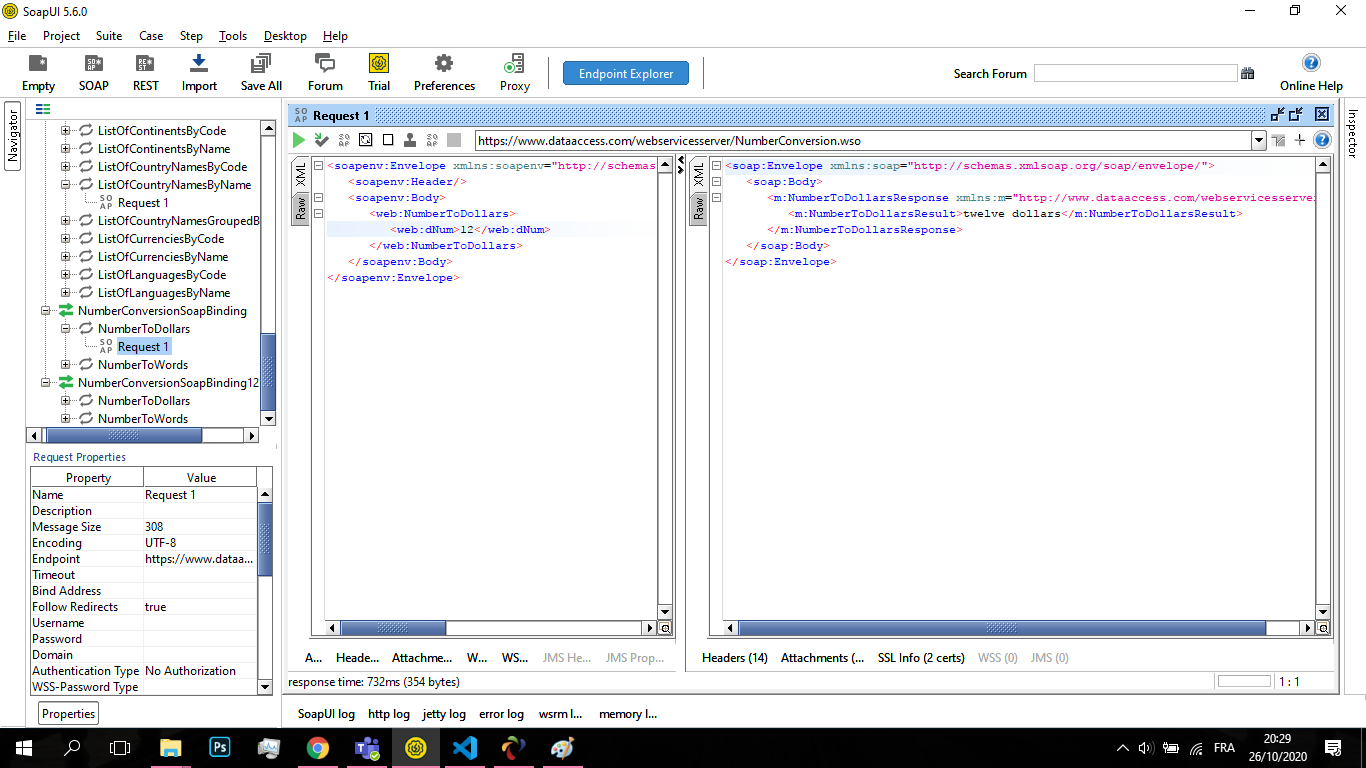 SoapUI 5.6.0
File Project Suite Case Step Tools Desktop Help
Empty SOAP REST Import Save All Forum Trial Preferences Proxy Endpoint Explorer Search Forum Online Help
Navigator
ListOfContinentsByCode
ListOfContinentsByName
ListOfCountryNamesByCode
ListOfCountryNamesByName
Request 1
ListOfCountryNamesGroupedB
ListOfCurrenciesByCode
ListOfCurrenciesByName
ListOfLanguagesByCode
ListOfLanguagesByName
NumberConversionSoapBinding
NumberToDollars
SO AP Request 1
NumberToWords
NumberConversionSoapBinding12
NumberToDollars
NumberToWords
Request Properties
Property Value
Name Request 1
Description
Message Size 308
Encoding UTF-8
Endpoint https://www.dataa...
Timeout
Bind Address
Follow Redirects true
Username
Password
Domain
Authentication Type No Authorization
WSS-Password Type
Properties
SO AP Request 1
https://www.dataaccess.com/webservicesserver/NumberConversion.wso
XML
Raw
<soapenv:Envelope xmlns:soapenv="http://schemas
<soapenv:Header/>
<soapenv:Body>
<web:NumberToDollars>
<web:dNum>12</web:dNum>
</web:NumberToDollars>
</soapenv:Body>
</soapenv:Envelope>
A... Heade... Attachme... W... WS... JMS He... JMS Prop...
XML
Raw
<soap:Envelope xmlns:soap="http://schemas.xmlsoap.org/soap/envelope/">
<soap:Body>
<m:NumberToDollarsResponse xmlns:m="http://www.dataaccess.com/webservicesserve
<m:NumberToDollarsResult>twelve dollars</m:NumberToDollarsResult>
</m:NumberToDollarsResponse>
</soap:Body>
</soap:Envelope>
Headers (14) Attachments (... SSL Info (2 certs) WSS (0) JMS (0)
response time: 732ms (354 bytes) 1 : 1
SoapUI log http log jetty log error log wsrm l... memory l...
Inspector
Ps
FRA
20:29
26/10/2020